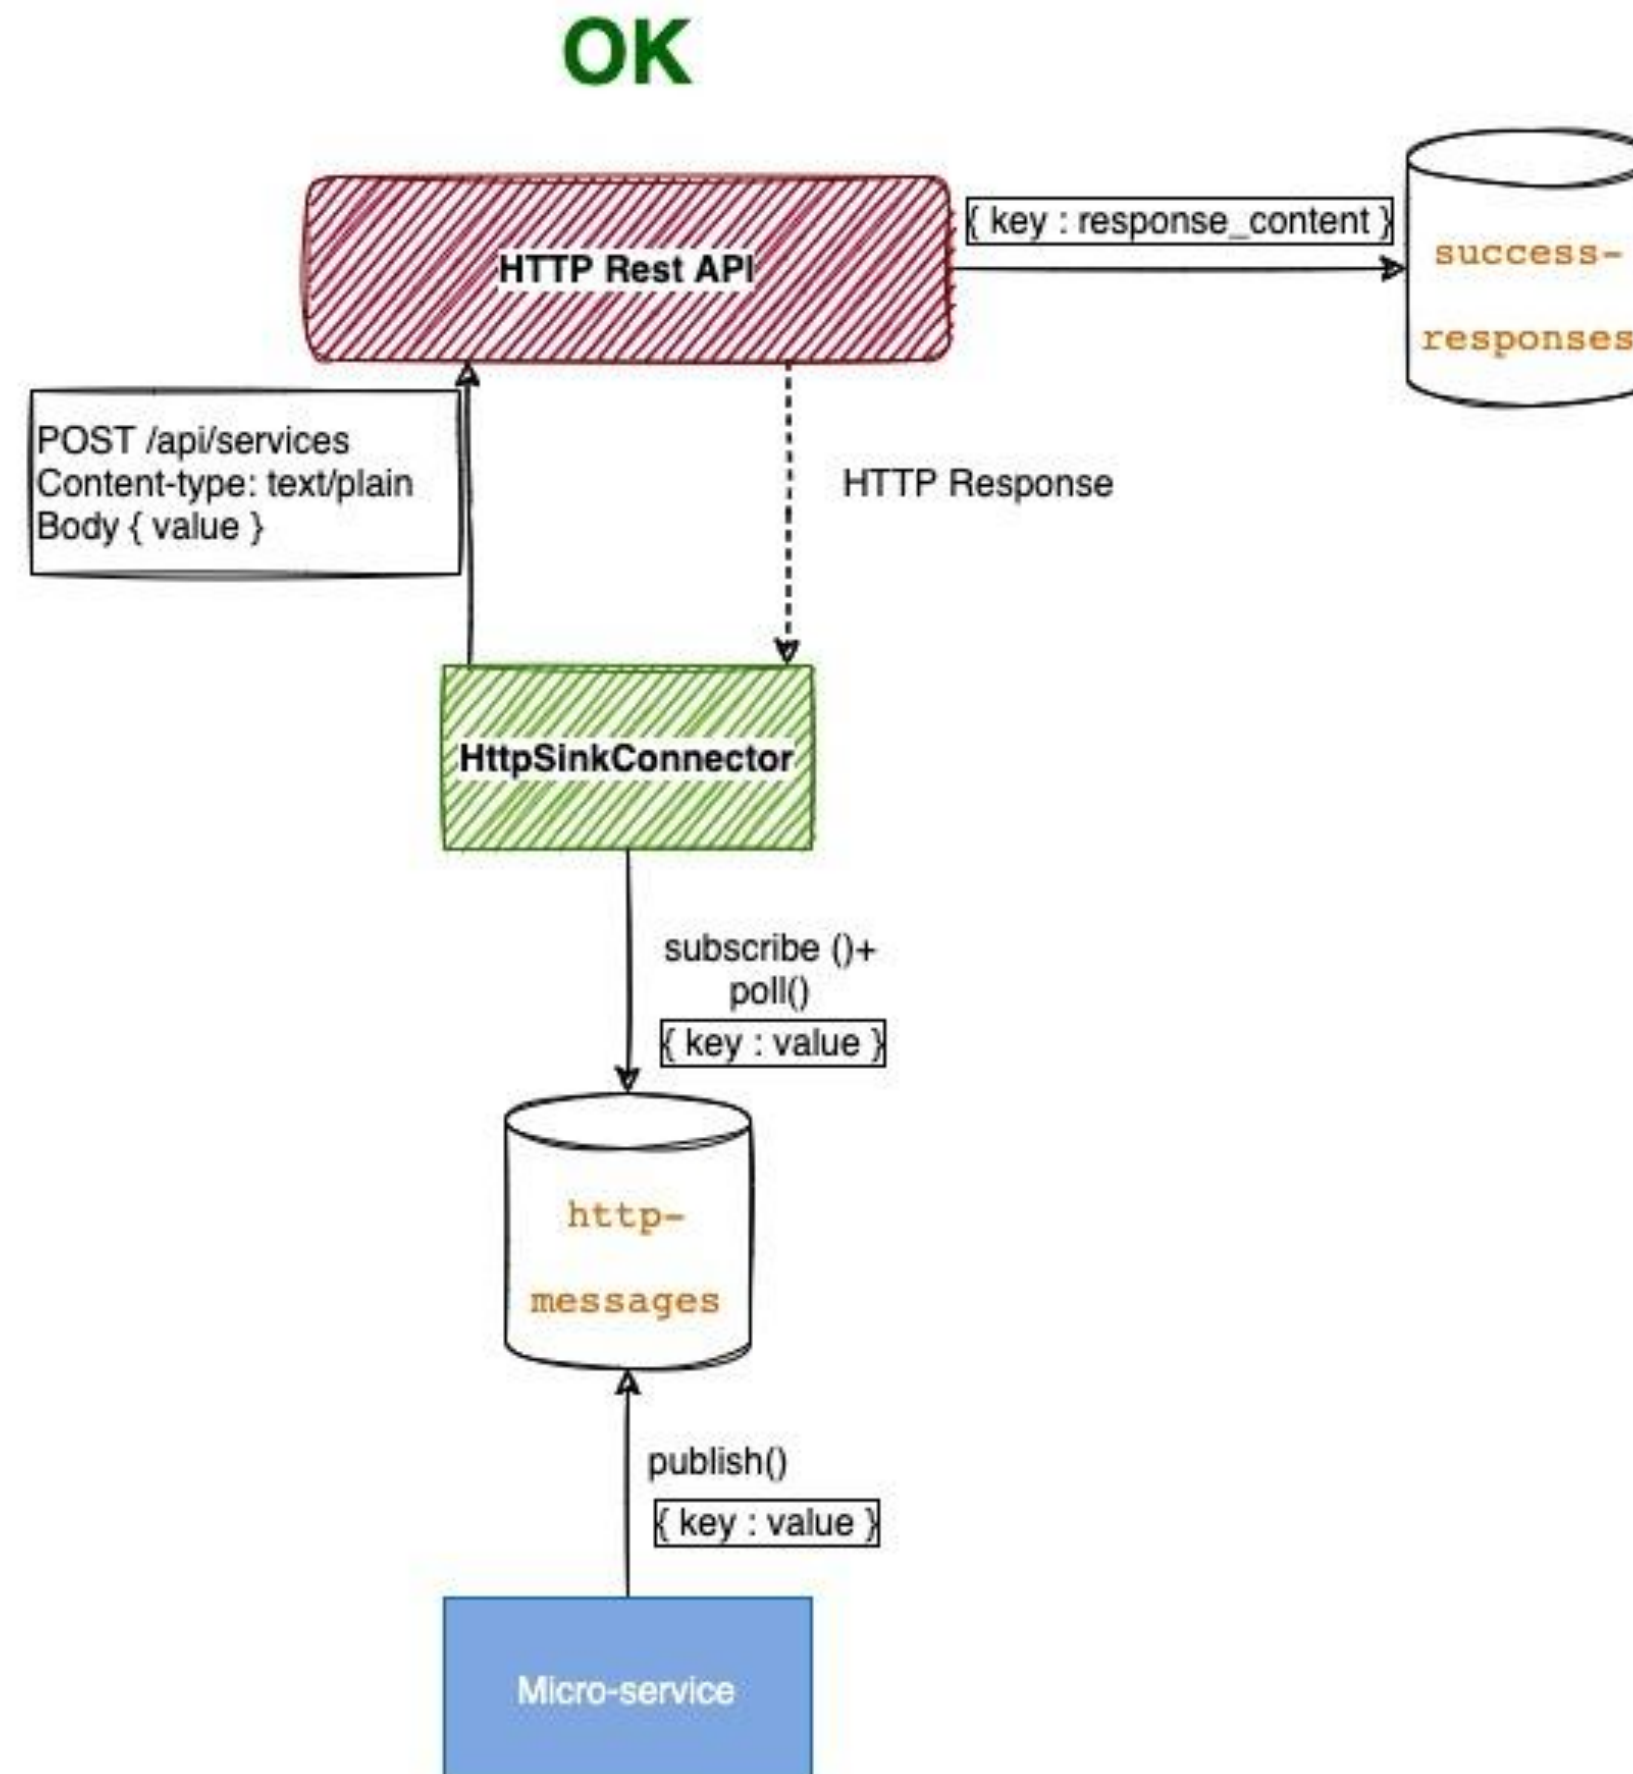 OK
HTTP Rest API
{ key : response_content }
success-
responses
POST /api/services
Content-type: text/plain
Body { value }
HTTP Response
HttpSinkConnector
subscribe ()+
poll()
{ key : value }
http-
messages
publish()
{ key : value }
Micro-service